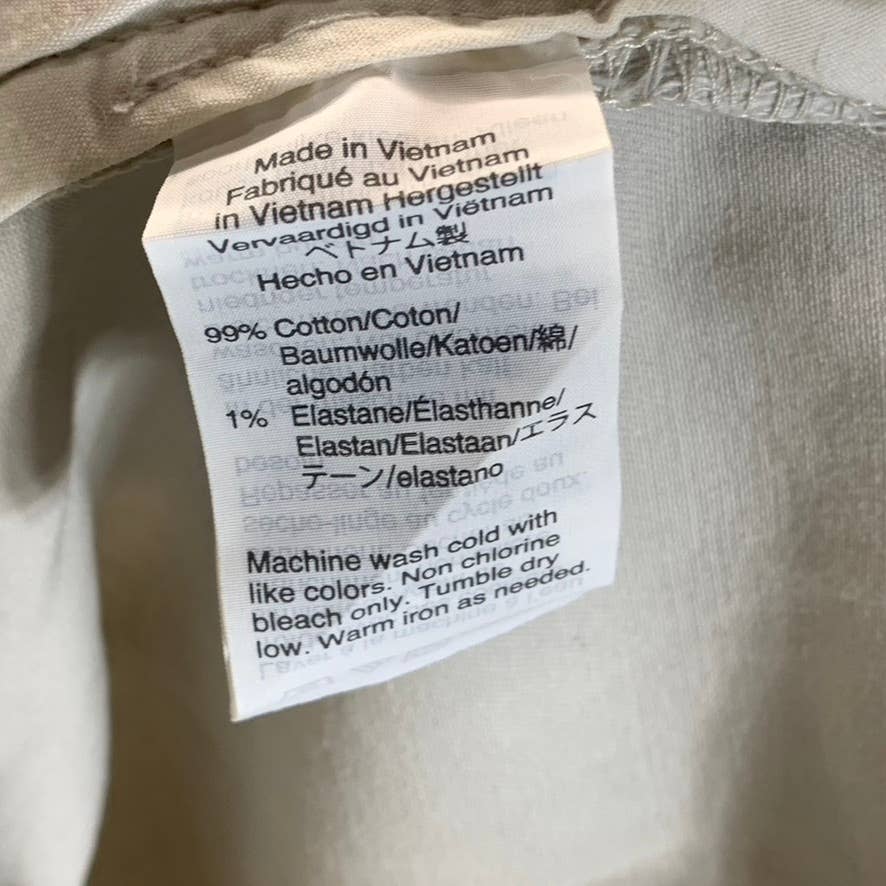 Made in Vietnam
Fabriqué au Vietnam
in Vietnam Hergestellt
Vervaardigd in Viëtnam
ベトナム製
Hecho en Vietnam
99% Cotton/Coton/
Baumwolle/Katoen/綿/
algodón
1% Elastane/Élasthanne/
Elastan/Elastaan/エラス
テーン/elastano
Machine wash cold with
like colors. Non chlorine
bleach only. Tumble dry
low. Warm iron as needed.